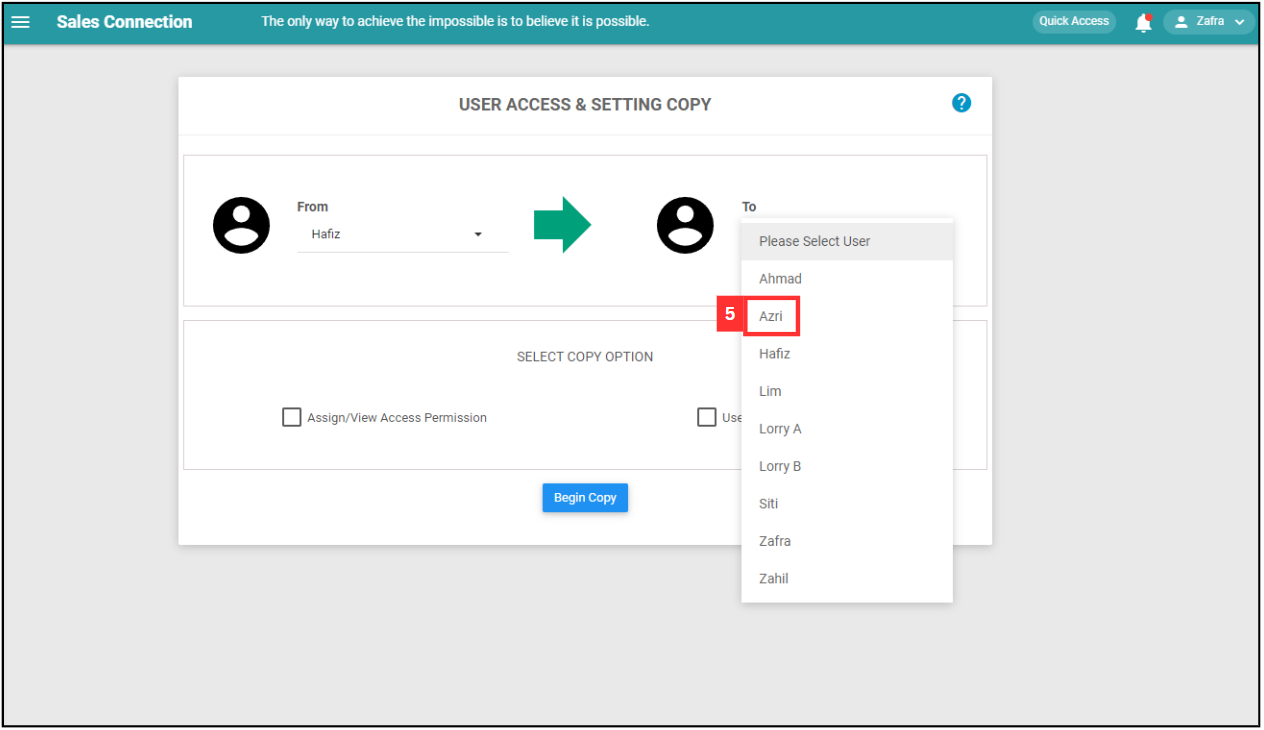 Sales Connection
The only way to achieve the impossible is to believe it is possible.
Quick Access
Zafra
USER ACCESS & SETTING COPY
?
From
Hafiz
To
Please Select User
Ahmad
5
Azri
Hafiz
Lim
Lorry A
Lorry B
Siti
Zafra
Zahil
SELECT COPY OPTION
Assign/View Access Permission
Use
Begin Copy